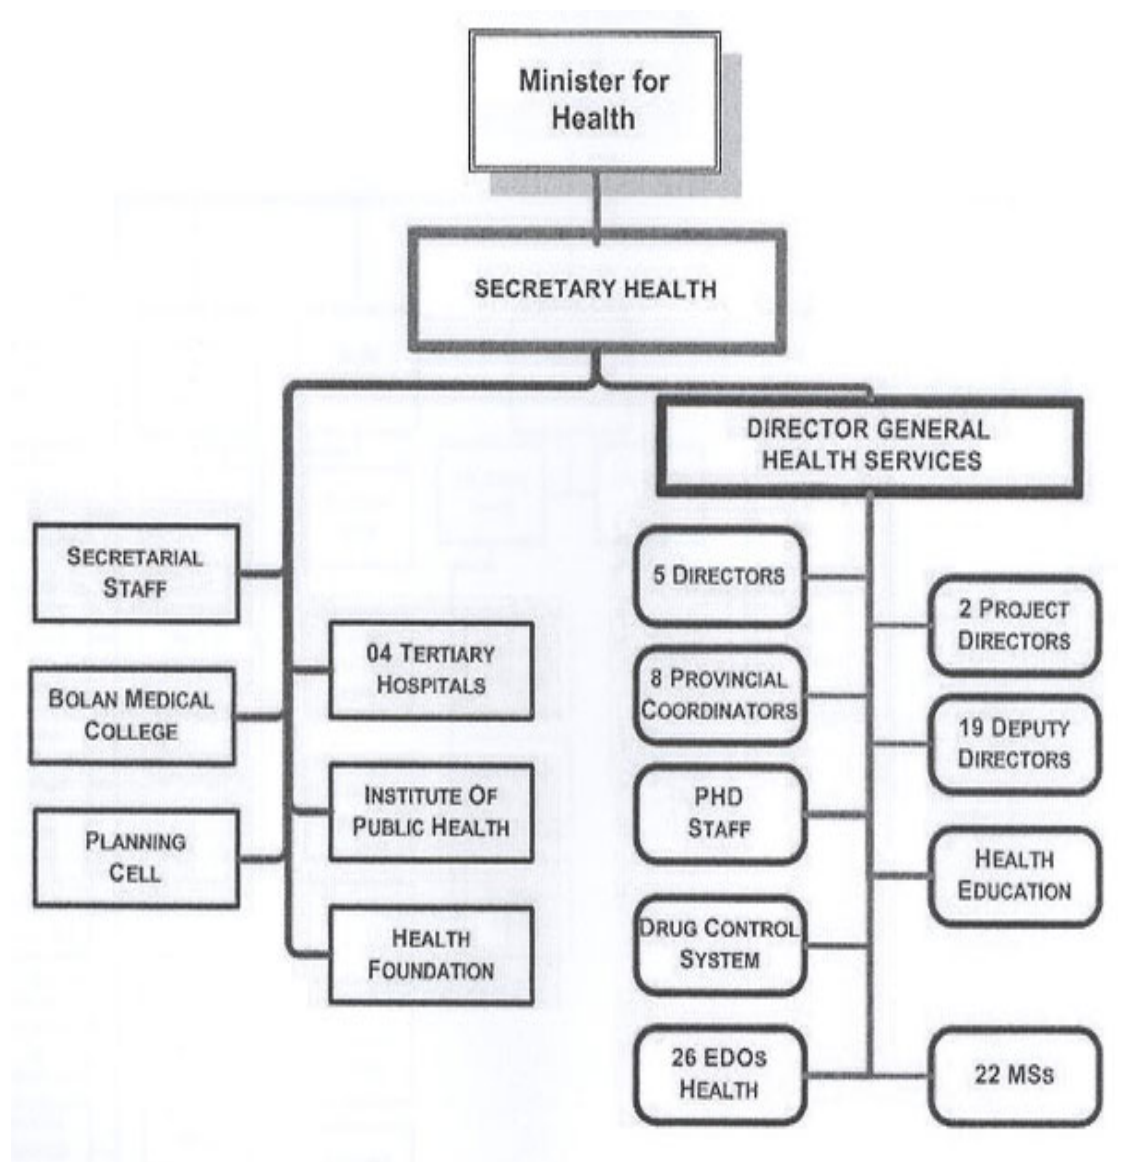 Minister for
Health
SECRETARY HEALTH
DIRECTOR GENERAL
HEALTH SERVICES
SECRETARIAL
STAFF
BOLAN MEDICAL
COLLEGE
PLANNING
CELL
04 TERTIARY
HOSPITALS
INSTITUTE OF
PUBLIC HEALTH
HEALTH
FOUNDATION
5 DIRECTORS
8 PROVINCIAL
COORDINATORS
PHD
STAFF
DRUG CONTROL
SYSTEM
26 EDOS
HEALTH
2 PROJECT
DIRECTORS
19 DEPUTY
DIRECTORS
HEALTH
EDUCATION
22 MSS